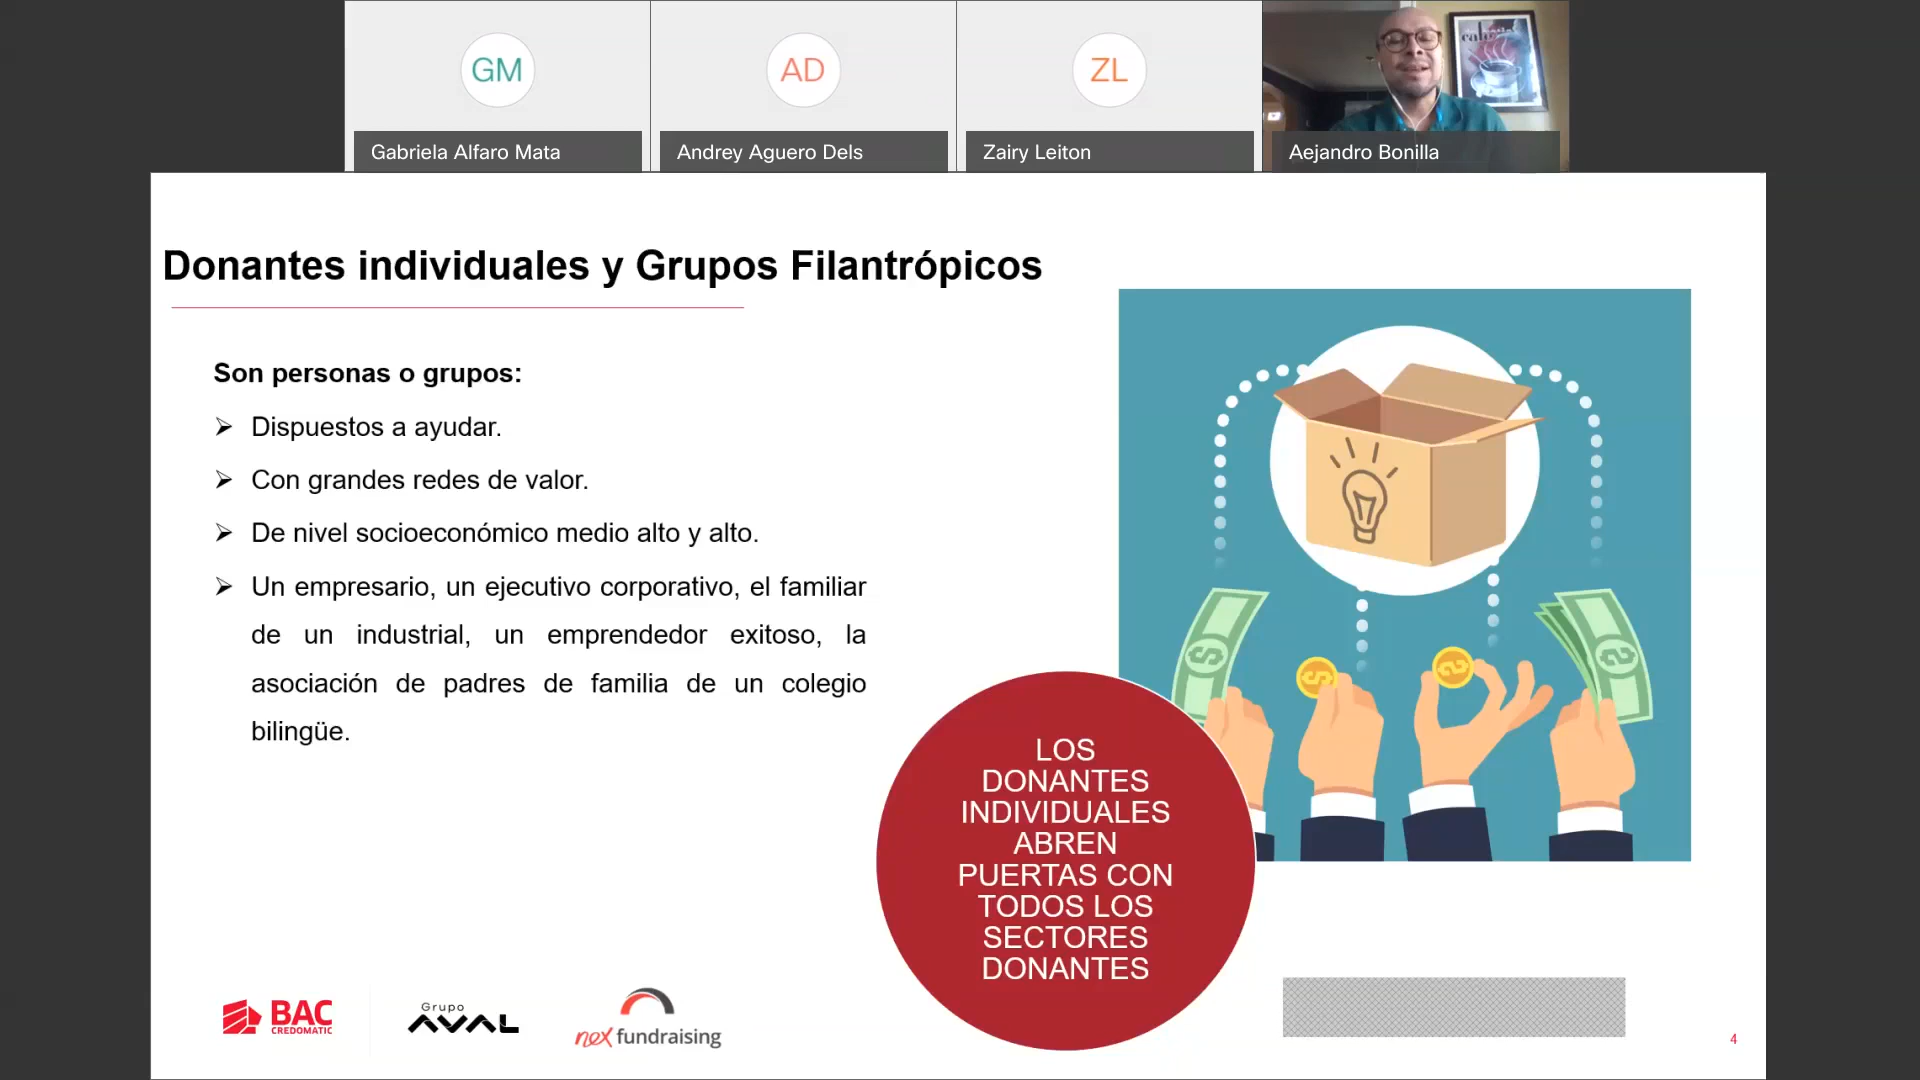 GM
AD
ZL
Gabriela Alfaro Mata
Andrey Aguero Dels
Zairy Leiton
Aejandro Bonilla
Donantes individuales y Grupos Filantrópicos
Son personas o grupos:
Dispuestos a ayudar.
Con grandes redes de valor.
De nivel socioeconómico medio alto y alto.
Un empresario, un ejecutivo corporativo, el familiar
de un industrial, un emprendedor exitoso, la
asociación de padres de familia de un colegio
bilingüe.
LOS
DONANTES
INDIVIDUALES
ABREN
PUERTAS CON
TODOS LOS
SECTORES
DONANTES
BAC
CREDOMATIC
Grupo
AVAL
nex fundraising
4